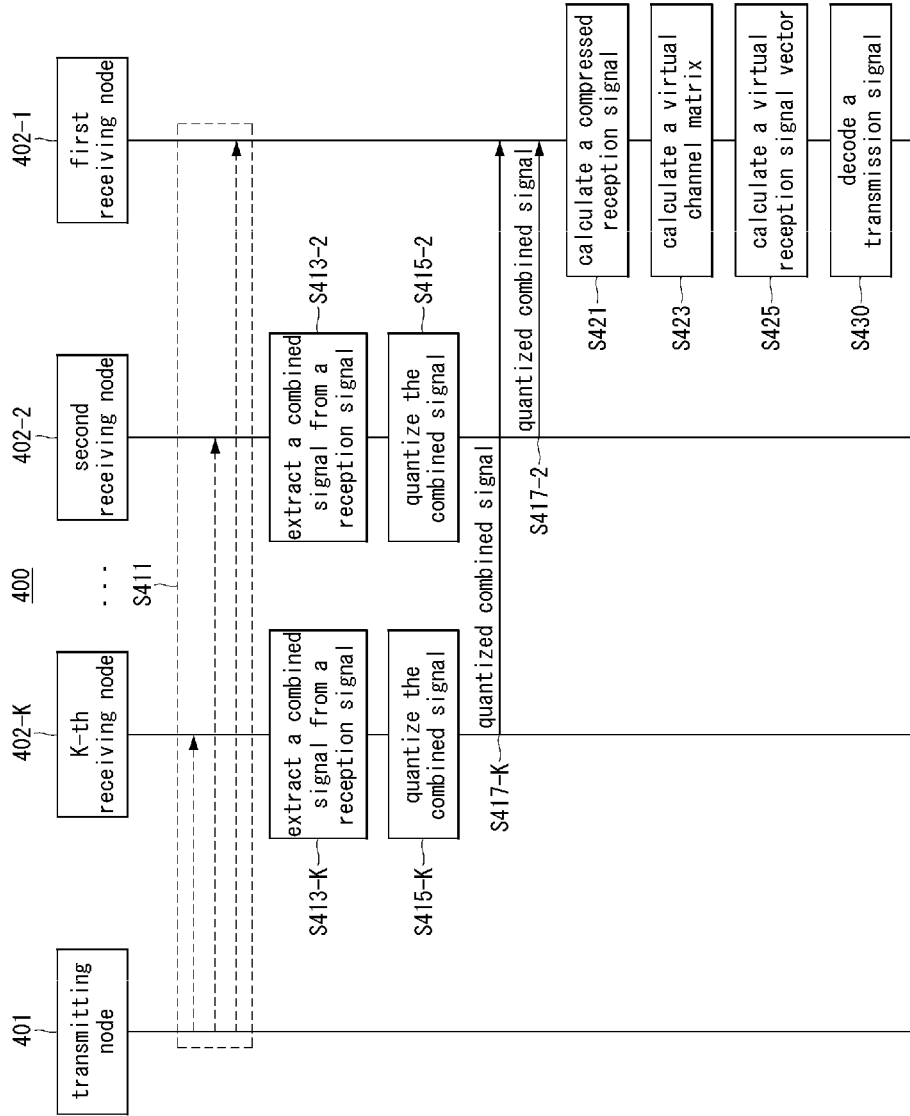 400
401
402-K
402-2
402-1
transmitting
node
K-th
receiving node
. . .
second
receiving node
first
receiving node
S411
extract a combined
signal from a
reception signal
S413-K
extract a combined
signal from a
reception signal
S413-2
quantize the
combined signal
S415-K
quantize the
combined signal
S415-2
quantized combined signal
S417-K
quantized combined signal
S417-2
calculate a compressed
reception signal
S421
calculate a virtual
channel matrix
S423
calculate a virtual
reception signal vector
S425
decode a
transmission signal
S430